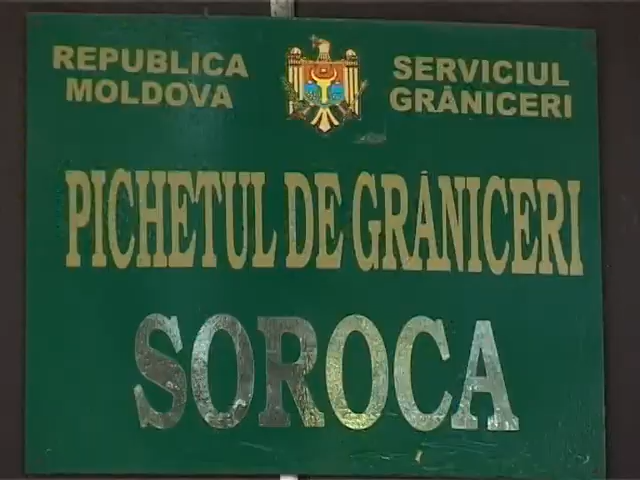 REPUBLICA
MOLDOVA
SERVICIUL
GRĂNICERI
PICHETUL DE GRĂNICERI
SOROCA